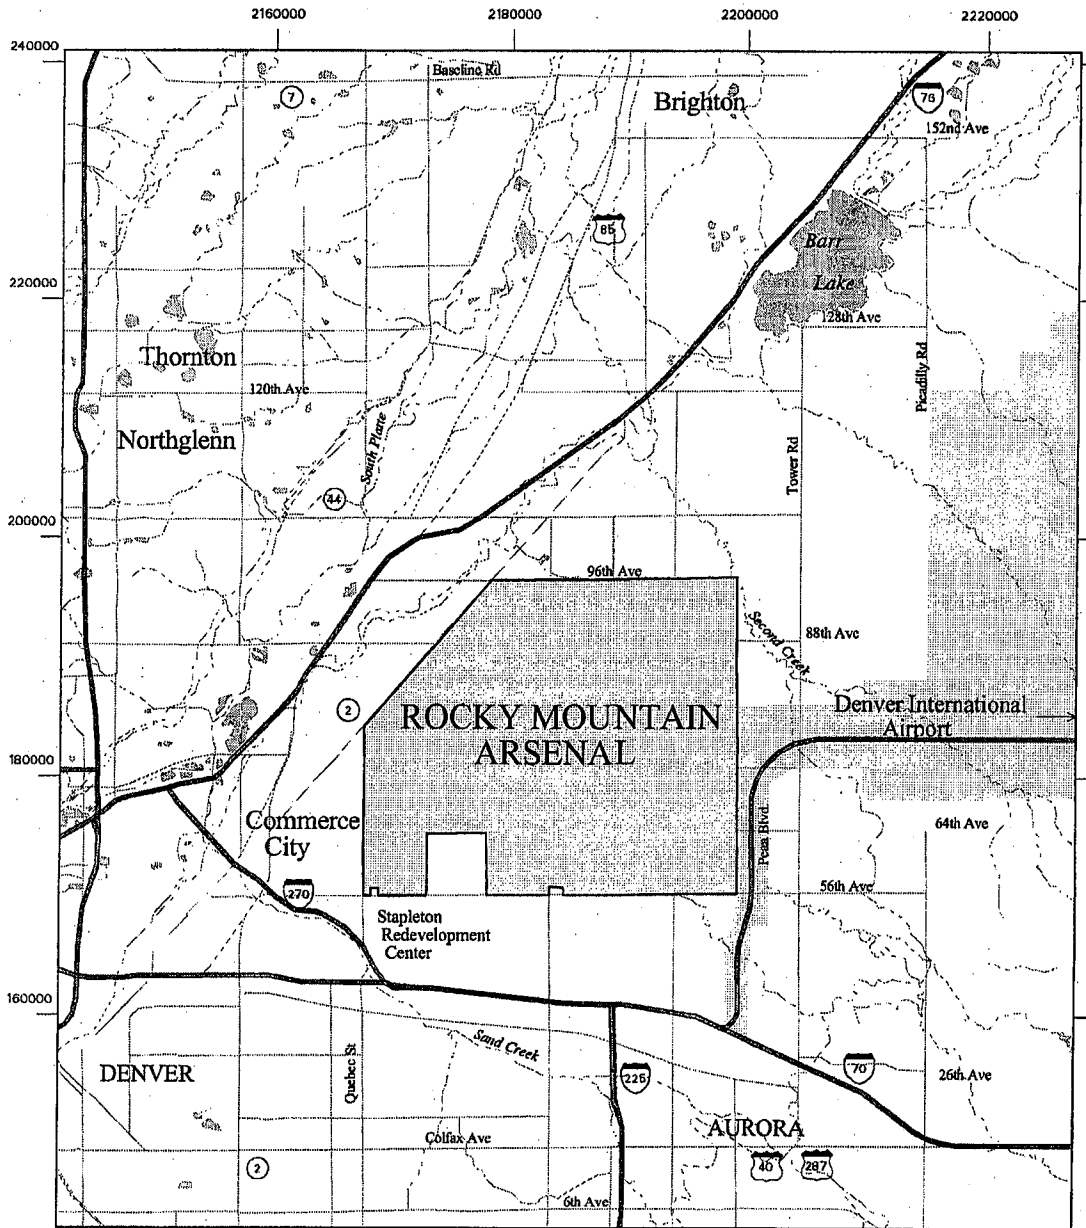 2160000
2180000
2200000
2220000
240000
Baseline Rd
7
Brighton
76
152nd Ave
85
Barr
Lake
220000
128th Ave
Thornton
120th Ave
Picadilly Rd
Northglenn
South Platte
Tower Rd
44
200000
96th Ave
Second Creek
88th Ave
2
ROCKY MOUNTAIN
ARSENAL
Denver International
Airport
180000
Commerce
City
Pena Blvd.
64th Ave
270
56th Ave
Stapleton
Redevelopment
Center
160000
Sand Creek
DENVER
Quebec St
225
70
26th Ave
Colfax Ave
AURORA
2
40
287
6th Ave